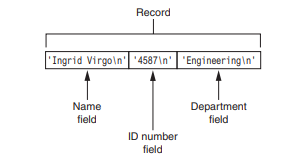 Record
'Ingrid Virgo\n' '4587\n' 'Engineering\n'
Name
field
ID number
field
Department
field